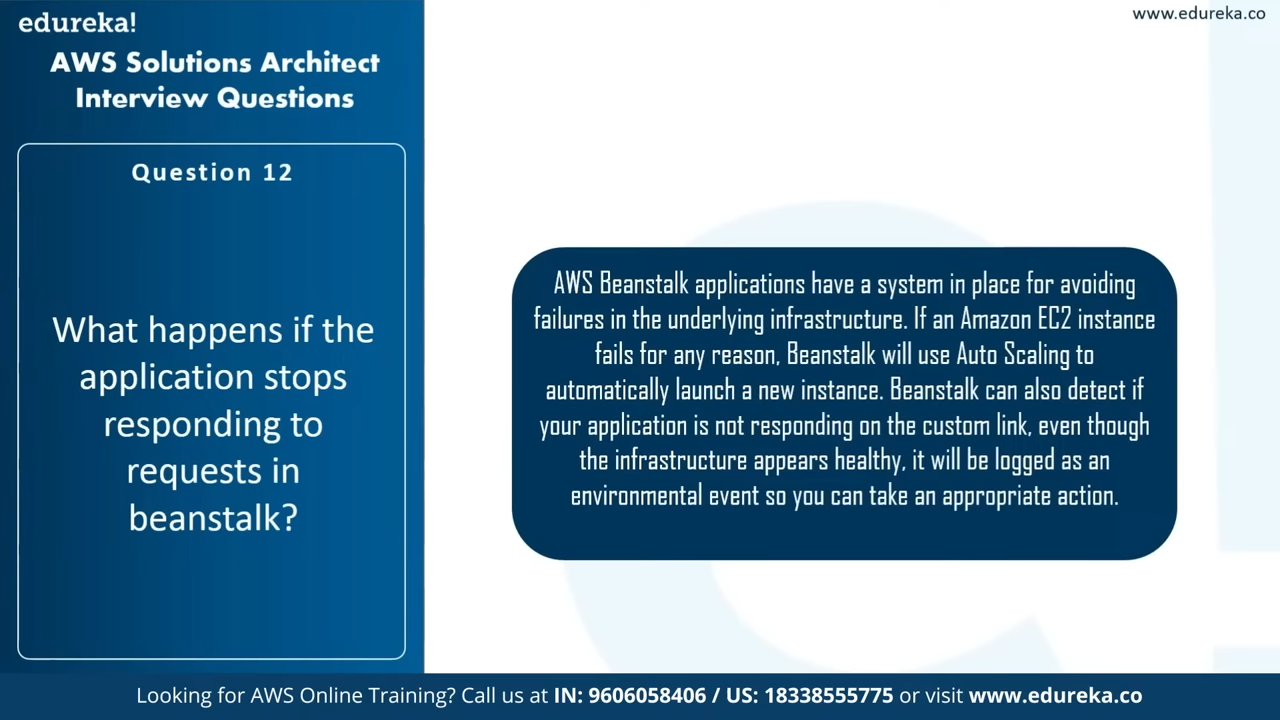 edureka!
www.edureka.co
AWS Solutions Architect
Interview Questions
Question 12
What happens if the
application stops
responding to
requests in
beanstalk?
AWS Beanstalk applications have a system in place for avoiding
failures in the underlying infrastructure. If an Amazon EC2 instance
fails for any reason, Beanstalk will use Auto Scaling to
automatically launch a new instance. Beanstalk can also detect if
your application is not responding on the custom link, even though
the infrastructure appears healthy, it will be logged as an
environmental event so you can take an appropriate action.
Looking for AWS Online Training? Call us at IN: 9606058406 / US: 18338555775 or visit www.edureka.co